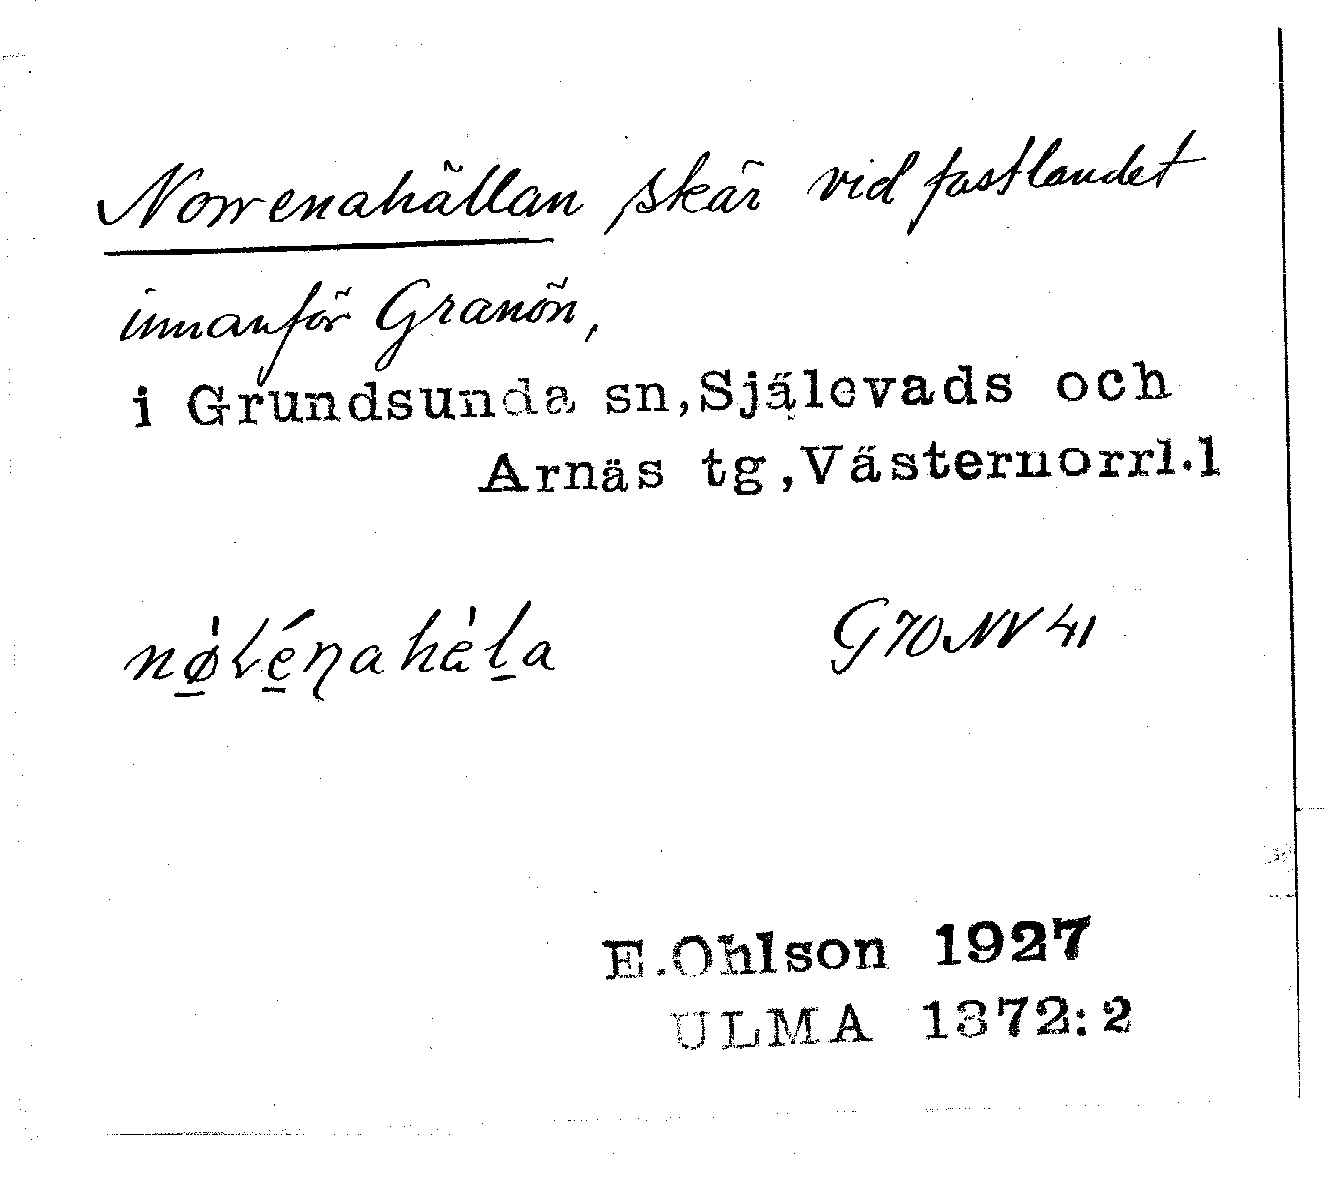 Norrenahällan skär vid fastlandet
innanför Granön,
i Grundsunda sn, Själevads och
Arnäs tg, Västernorrl.l
G 70 NV 41
E.Ohlson 1927
ULMA 1372:2